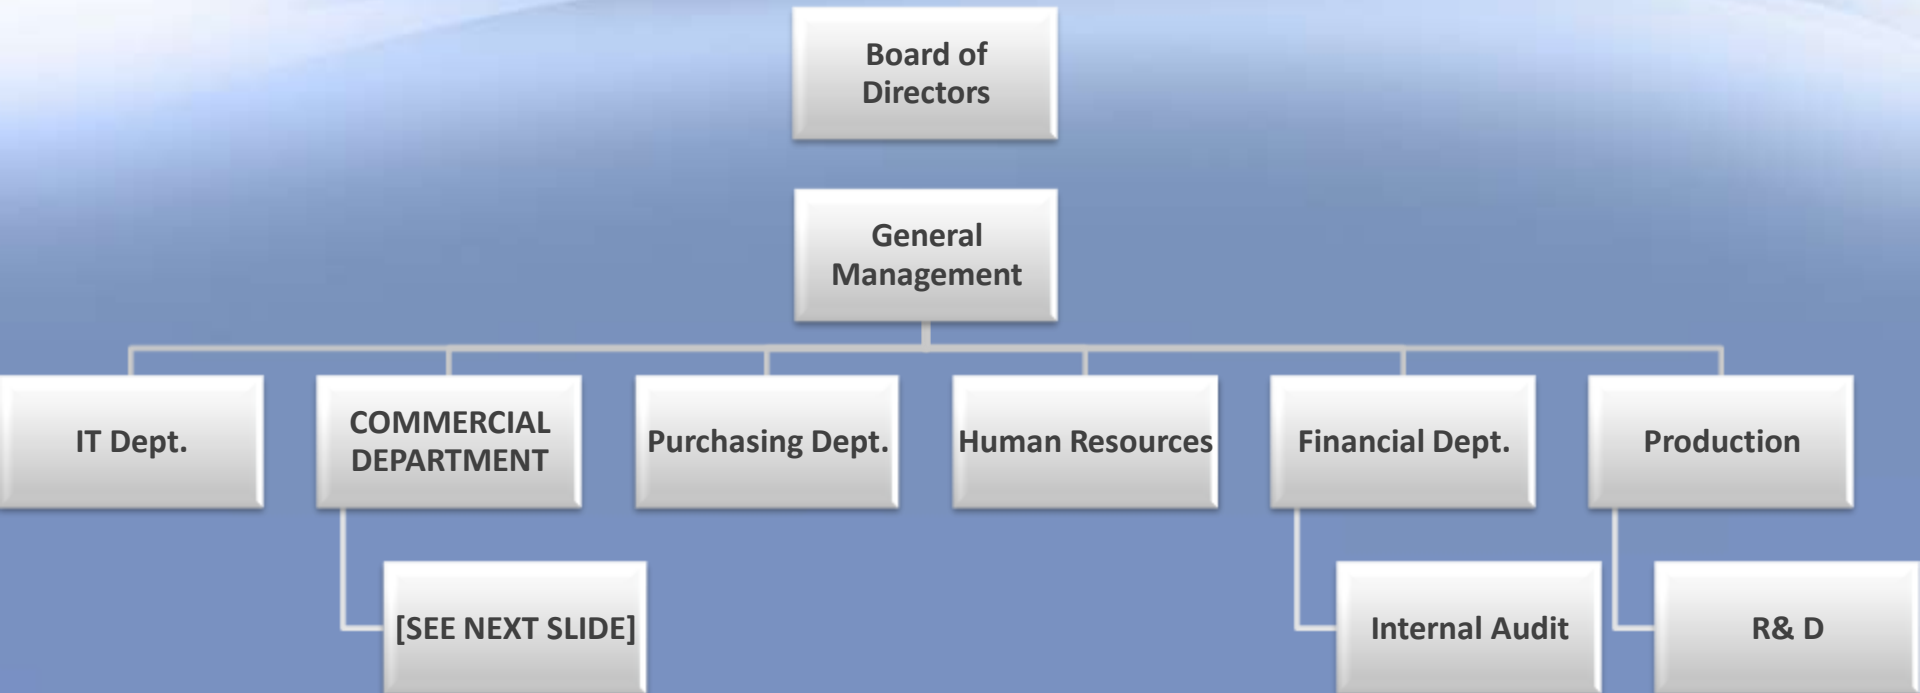 Board of
Directors
General
Management
IT Dept.
COMMERCIAL
DEPARTMENT
Purchasing Dept.
Human Resources
Financial Dept.
Production
[SEE NEXT SLIDE]
Internal Audit
R& D